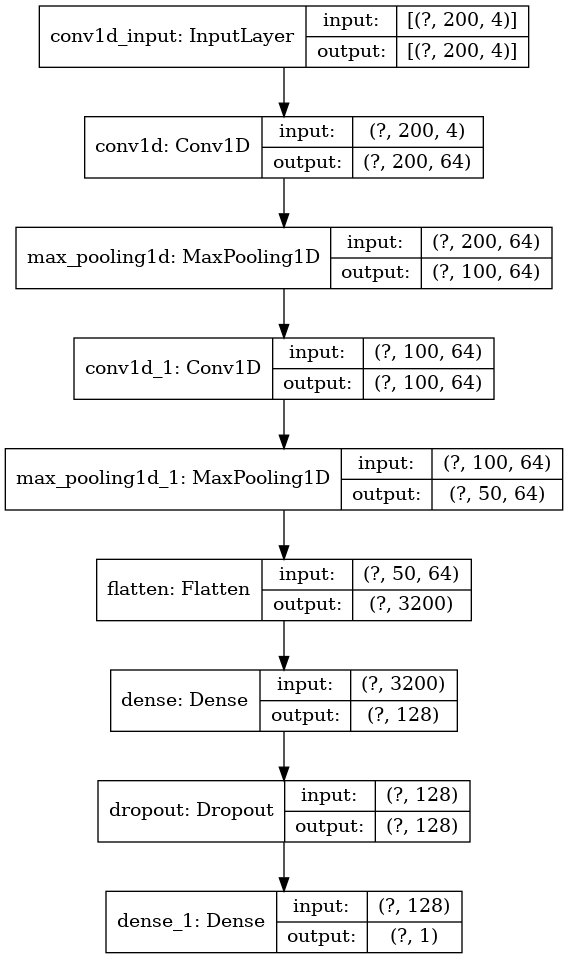 conv1d_input: InputLayer
input: [(?, 200, 4)]
output: [(?, 200, 4)]
conv1d: Conv1D
input: (?, 200, 4)
output: (?, 200, 64)
max_pooling1d: MaxPooling1D
input: (?, 200, 64)
output: (?, 100, 64)
conv1d_1: Conv1D
input: (?, 100, 64)
output: (?, 100, 64)
max_pooling1d_1: MaxPooling1D
input: (?, 100, 64)
output: (?, 50, 64)
flatten: Flatten
input: (?, 50, 64)
output: (?, 3200)
dense: Dense
input: (?, 3200)
output: (?, 128)
dropout: Dropout
input: (?, 128)
output: (?, 128)
dense_1: Dense
input: (?, 128)
output: (?, 1)